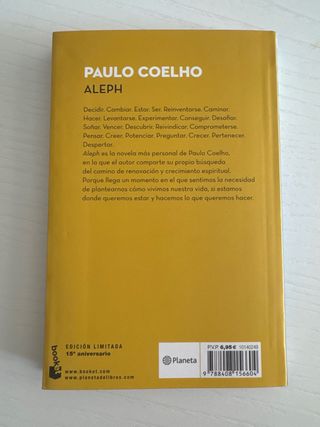 PAULO COELHO
ALEPH
Decidir. Cambiar. Estar. Ser. Reinventarse. Caminar.
Hacer. Levantarse. Experimentar. Conseguir. Desafiar.
Soñar. Vencer. Descubrir. Reivindicar. Comprometerse.
Pensar. Creer. Potenciar. Preguntar. Crecer. Pertenecer.
Despertar.
Aleph es la novela más personal de Paulo Coelho,
en la que el autor comparte su propia búsqueda
del camino de renovación y crecimiento espiritual.
Porque llega un momento en el que sentimos la necesidad
de plantearnos cómo vivimos nuestra vida, si estamos
donde queremos estar y hacemos lo que queremos hacer.
booket
EDICIÓN LIMITADA
15º aniversario
www.booket.com
www.planetadelibros.com
Planeta
P.V.P. 6,95 € 10140249
9 788408 156604